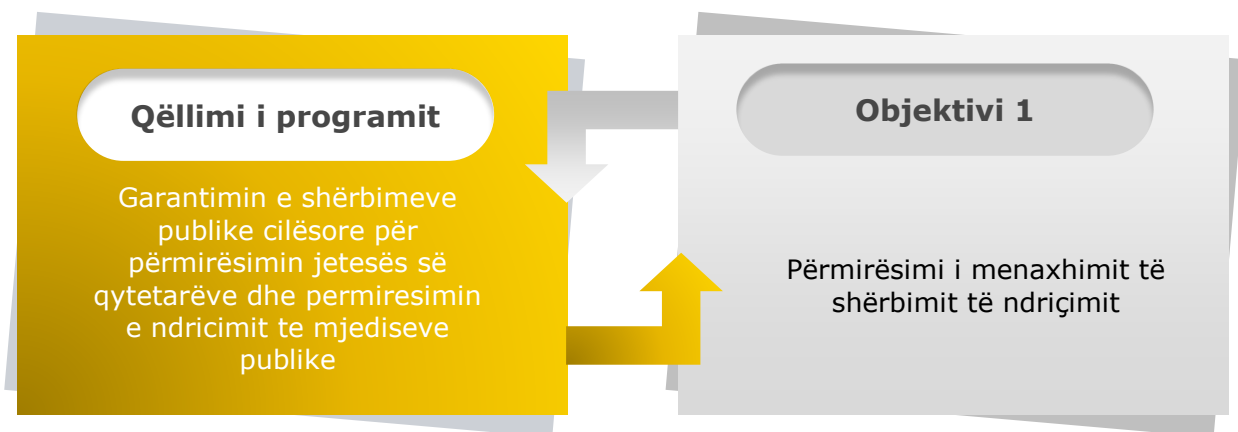 Qëllimi i programit
Garantimin e shërbimeve
publike cilësore për
përmirësimin jetesës së
qytetarëve dhe permiresimin
e ndricimit te mjediseve
publike
Objektivi 1
Përmirësimi i menaxhimit të
shërbimit të ndriçimit